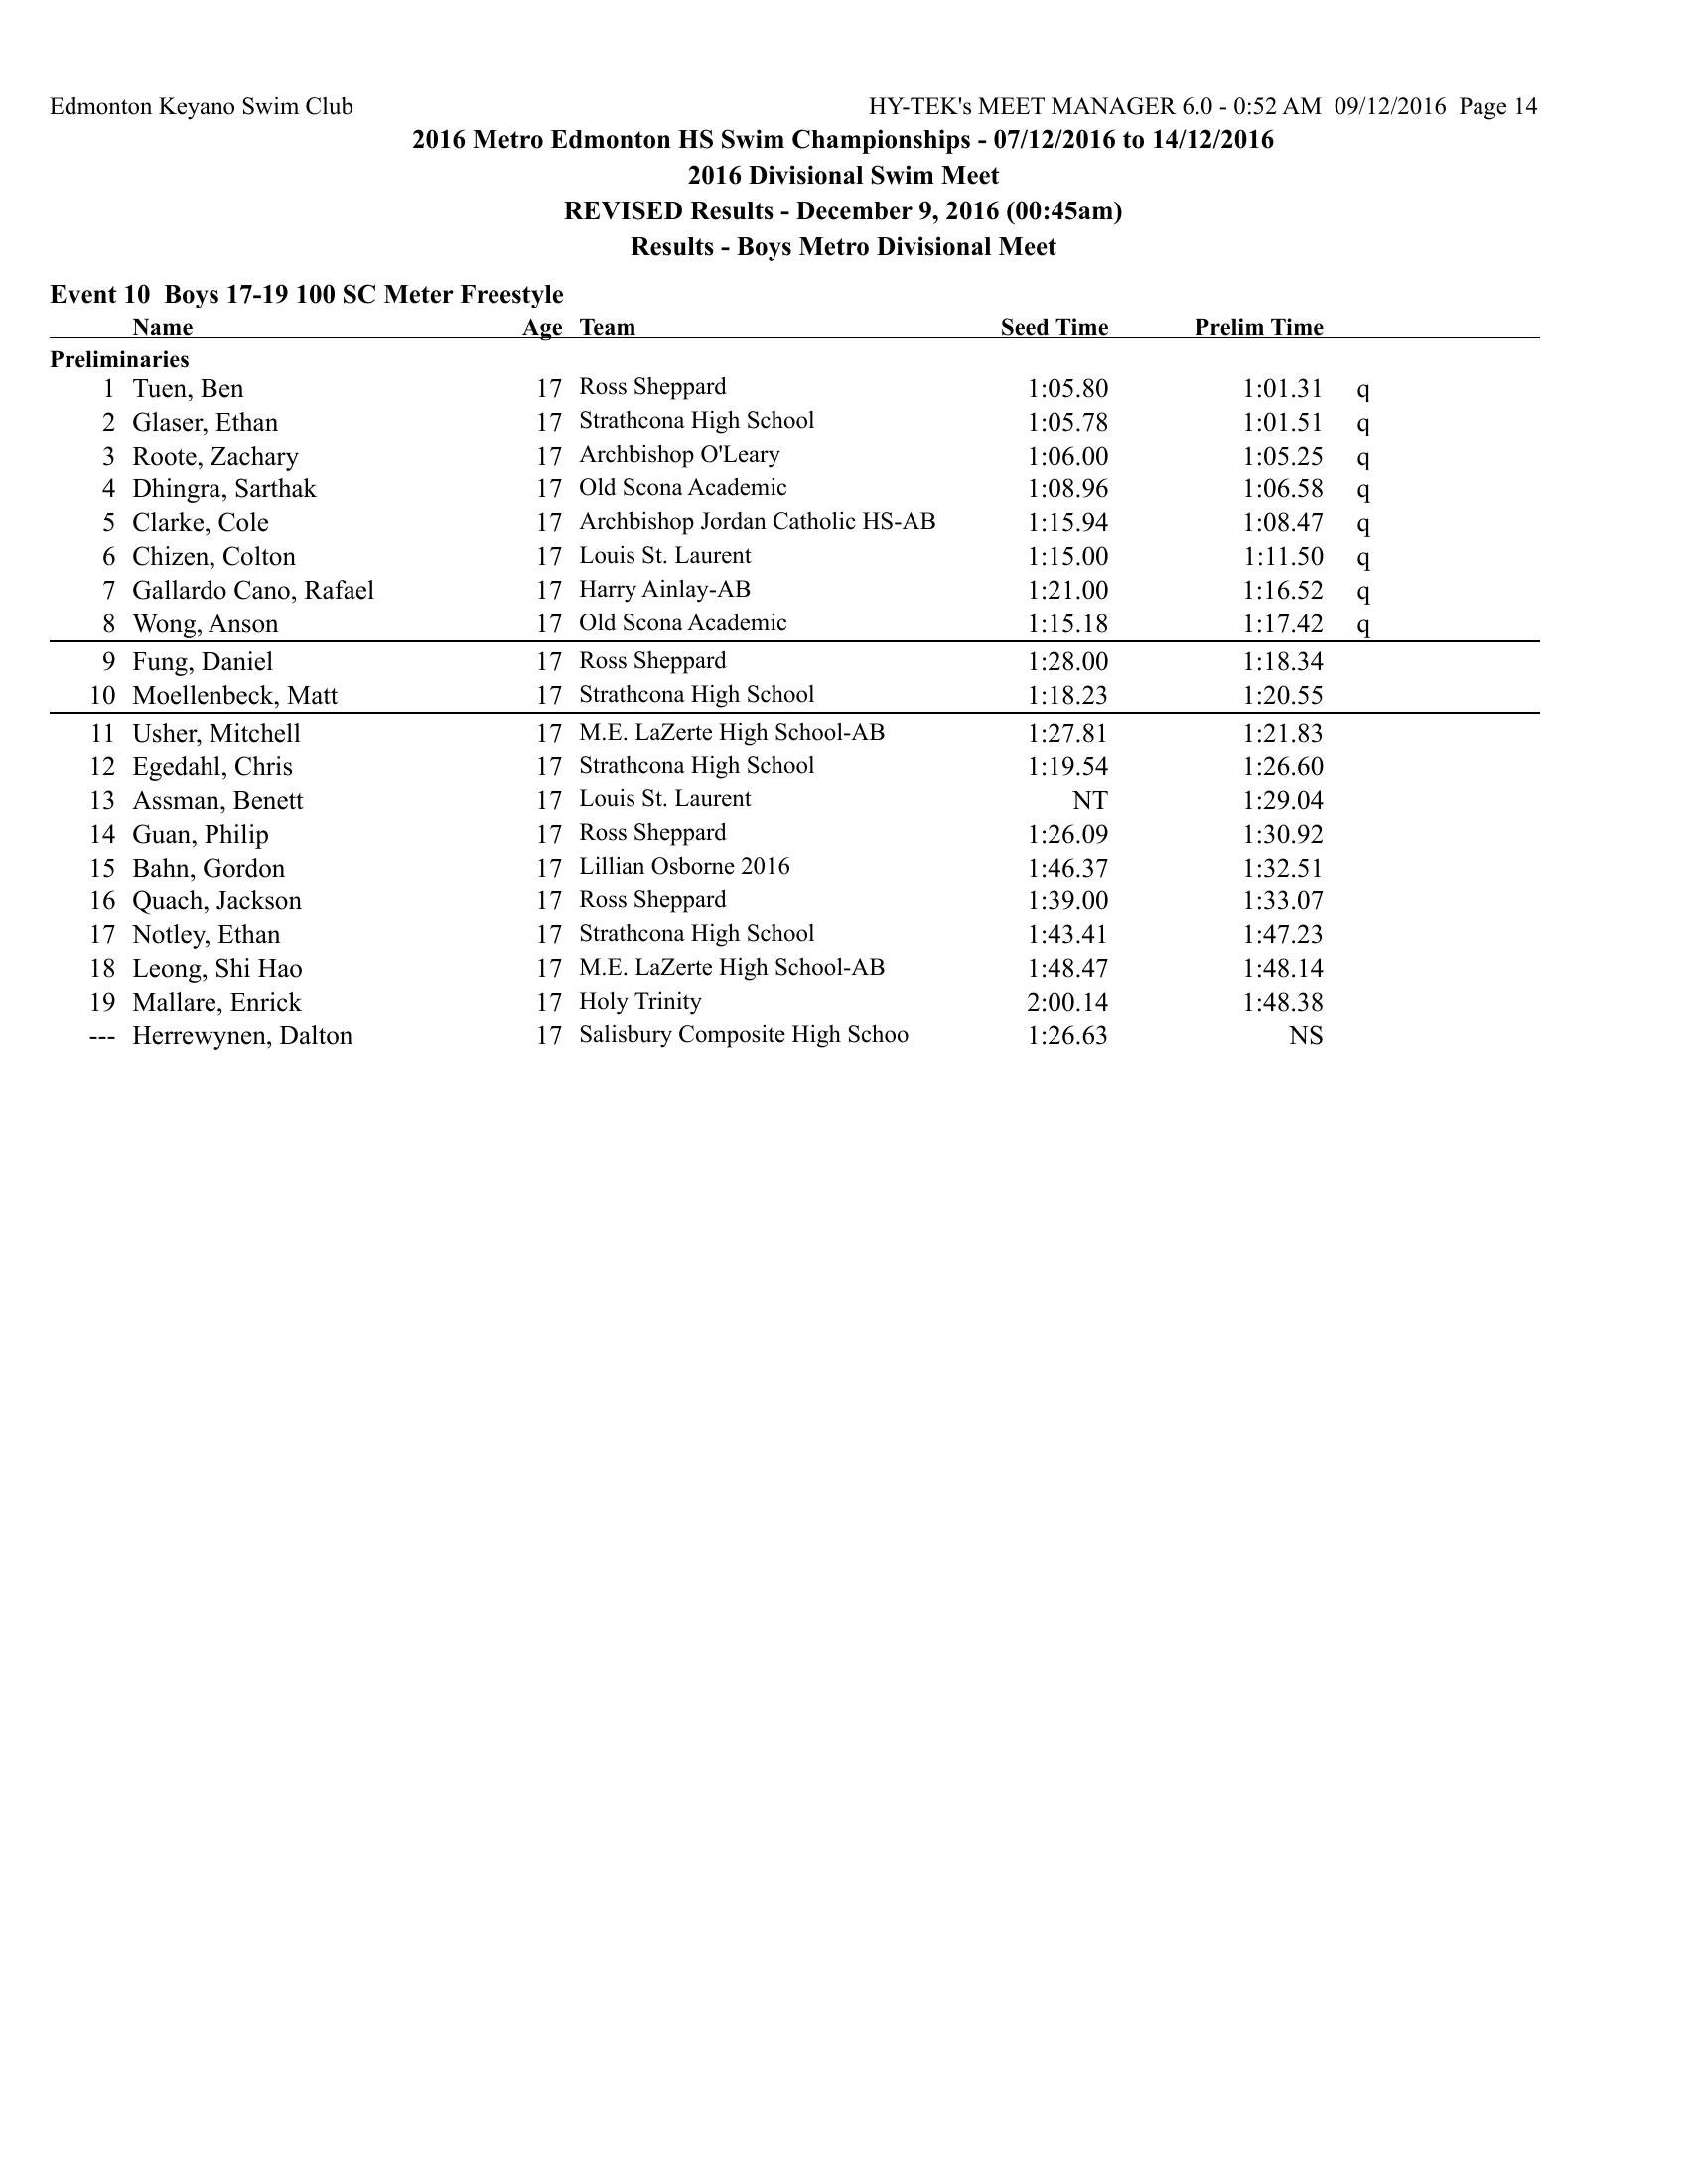 Edmonton Keyano Swim Club HY-TEK's MEET MANAGER 6.0 - 0:52 AM 09/12/2016 Page 14
2016 Metro Edmonton HS Swim Championships - 07/12/2016 to 14/12/2016
2016 Divisional Swim Meet
REVISED Results - December 9, 2016 (00:45am)
Results - Boys Metro Divisional Meet
Event 10 Boys 17-19 100 SC Meter Freestyle
Name Age Team Seed Time Prelim Time
Preliminaries
1 Tuen, Ben 17 Ross Sheppard 1:05.80 1:01.31 q
2 Glaser, Ethan 17 Strathcona High School 1:05.78 1:01.51 q
3 Roote, Zachary 17 Archbishop O'Leary 1:06.00 1:05.25 q
4 Dhingra, Sarthak 17 Old Scona Academic 1:08.96 1:06.58 q
5 Clarke, Cole 17 Archbishop Jordan Catholic HS-AB 1:15.94 1:08.47 q
6 Chizen, Colton 17 Louis St. Laurent 1:15.00 1:11.50 q
7 Gallardo Cano, Rafael 17 Harry Ainlay-AB 1:21.00 1:16.52 q
8 Wong, Anson 17 Old Scona Academic 1:15.18 1:17.42 q
9 Fung, Daniel 17 Ross Sheppard 1:28.00 1:18.34
10 Moellenbeck, Matt 17 Strathcona High School 1:18.23 1:20.55
11 Usher, Mitchell 17 M.E. LaZerte High School-AB 1:27.81 1:21.83
12 Egedahl, Chris 17 Strathcona High School 1:19.54 1:26.60
13 Assman, Benett 17 Louis St. Laurent NT 1:29.04
14 Guan, Philip 17 Ross Sheppard 1:26.09 1:30.92
15 Bahn, Gordon 17 Lillian Osborne 2016 1:46.37 1:32.51
16 Quach, Jackson 17 Ross Sheppard 1:39.00 1:33.07
17 Notley, Ethan 17 Strathcona High School 1:43.41 1:47.23
18 Leong, Shi Hao 17 M.E. LaZerte High School-AB 1:48.47 1:48.14
19 Mallare, Enrick 17 Holy Trinity 2:00.14 1:48.38
--- Herrewynen, Dalton 17 Salisbury Composite High Schoo 1:26.63 NS